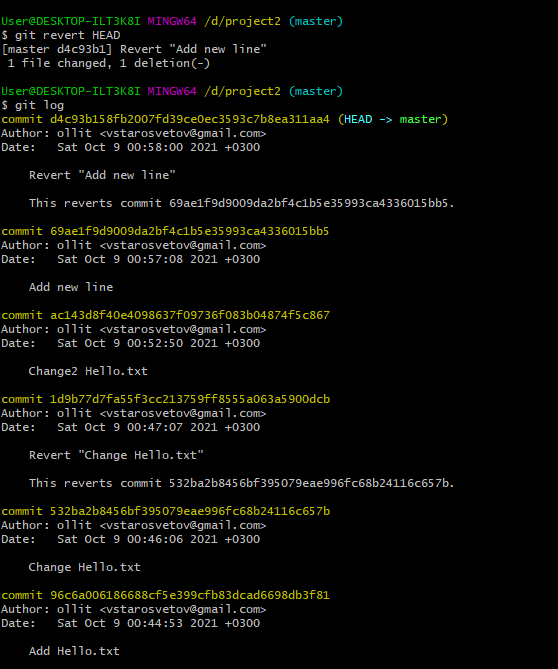 User@DESKTOP-ILT3K8I MINGW64 /d/project2 (master)
$ git revert HEAD
[master d4c93b1] Revert "Add new line"
 1 file changed, 1 deletion(-)

User@DESKTOP-ILT3K8I MINGW64 /d/project2 (master)
$ git log
commit d4c93b158fb2007fd39ce0ec3593c7b8ea311aa4 (HEAD -> master)
Author: ollit <vstarosvetov@gmail.com>
Date:   Sat Oct 9 00:58:00 2021 +0300

    Revert "Add new line"

    This reverts commit 69ae1f9d9009da2bf4c1b5e35993ca4336015bb5.

commit 69ae1f9d9009da2bf4c1b5e35993ca4336015bb5
Author: ollit <vstarosvetov@gmail.com>
Date:   Sat Oct 9 00:57:08 2021 +0300

    Add new line

commit ac143d8f40e4098637f09736f083b04874f5c867
Author: ollit <vstarosvetov@gmail.com>
Date:   Sat Oct 9 00:52:50 2021 +0300

    Change2 Hello.txt

commit 1d9b77d7fa55f3cc213759ff8555a063a5900dcb
Author: ollit <vstarosvetov@gmail.com>
Date:   Sat Oct 9 00:47:07 2021 +0300

    Revert "Change Hello.txt"

    This reverts commit 532ba2b8456bf395079eae996fc68b24116c657b.

commit 532ba2b8456bf395079eae996fc68b24116c657b
Author: ollit <vstarosvetov@gmail.com>
Date:   Sat Oct 9 00:46:06 2021 +0300

    Change Hello.txt

commit 96c6a006186688cf5e399cfb83dcad6698db3f81
Author: ollit <vstarosvetov@gmail.com>
Date:   Sat Oct 9 00:44:53 2021 +0300

    Add Hello.txt